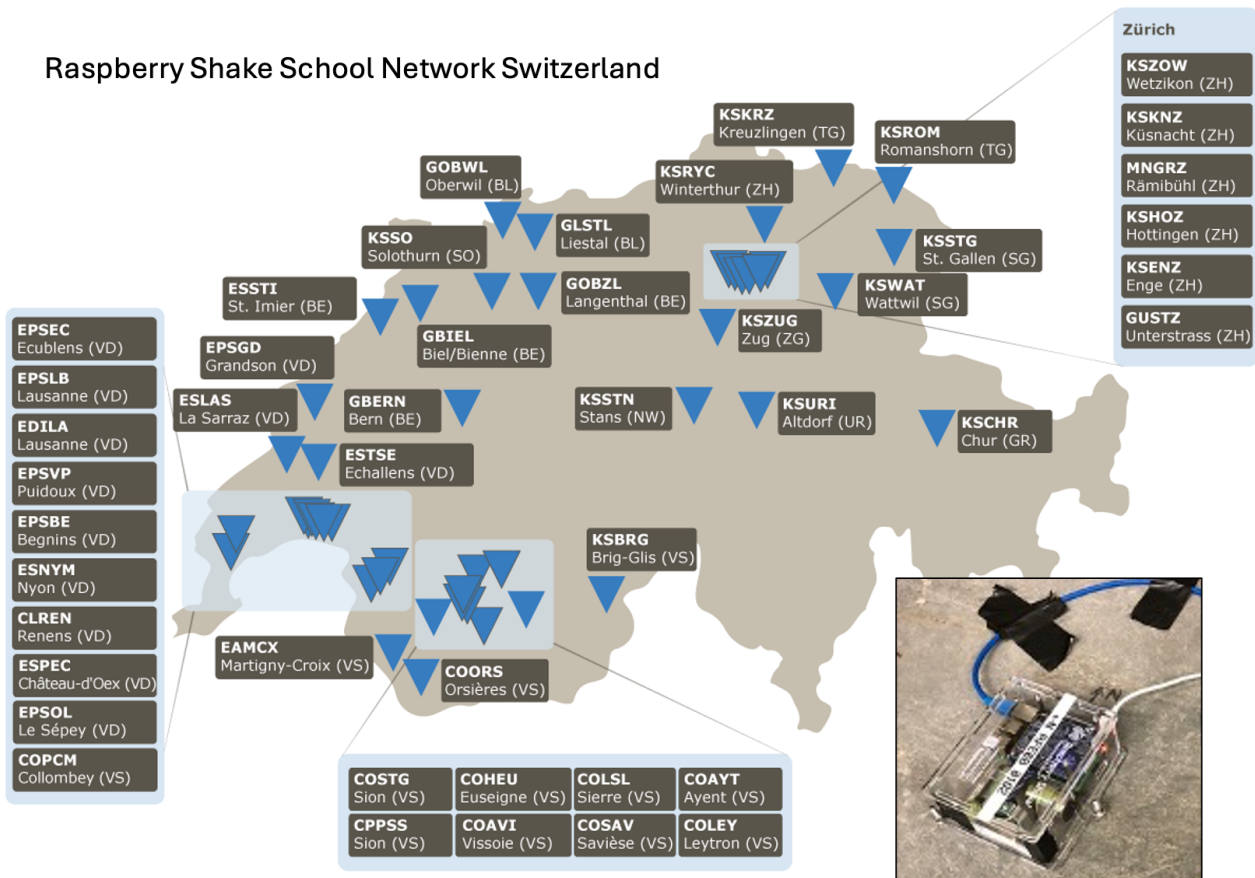 Raspberry Shake School Network Switzerland
Zürich
KSZOW
Wetzikon (ZH)
KSKNZ
Küsnacht (ZH)
MNGRZ
Rämibühl (ZH)
KSHOZ
Hottingen (ZH)
KSENZ
Enge (ZH)
GUSTZ
Unterstrass (ZH)
KSKRZ
Kreuzlingen (TG)
KSROM
Romanshorn (TG)
GOBWL
Oberwil (BL)
KSRYC
Winterthur (ZH)
GLSTL
Liestal (BL)
KSSO
Solothurn (SO)
KSSTG
St. Gallen (SG)
ESSTI
St. Imier (BE)
GOBZL
Langenthal (BE)
KSWAT
Wattwil (SG)
GBIEL
Biel/Bienne (BE)
KSZUG
Zug (ZG)
EPSGD
Grandson (VD)
ESLAS
La Sarraz (VD)
GBERN
Bern (BE)
KSSTN
Stans (NW)
KSURI
Altdorf (UR)
KSCHR
Chur (GR)
ESTSE
Echallens (VD)
EPSEC
Ecublens (VD)
EPSLB
Lausanne (VD)
EDILA
Lausanne (VD)
EPSVP
Puidoux (VD)
EPSBE
Begnins (VD)
ESNYM
Nyon (VD)
CLREN
Renens (VD)
ESPEC
Château-d'Oex (VD)
EPSOL
Le Sépey (VD)
COPCM
Collombey (VS)
KSBRG
Brig-Glis (VS)
EAMCX
Martigny-Croix (VS)
COORS
Orsières (VS)
COSTG
Sion (VS)
COHEU
Euseigne (VS)
COLSL
Sierre (VS)
COAYT
Ayent (VS)
CPPSS
Sion (VS)
COAVI
Vissoie (VS)
COSAV
Savièse (VS)
COLEY
Leytron (VS)